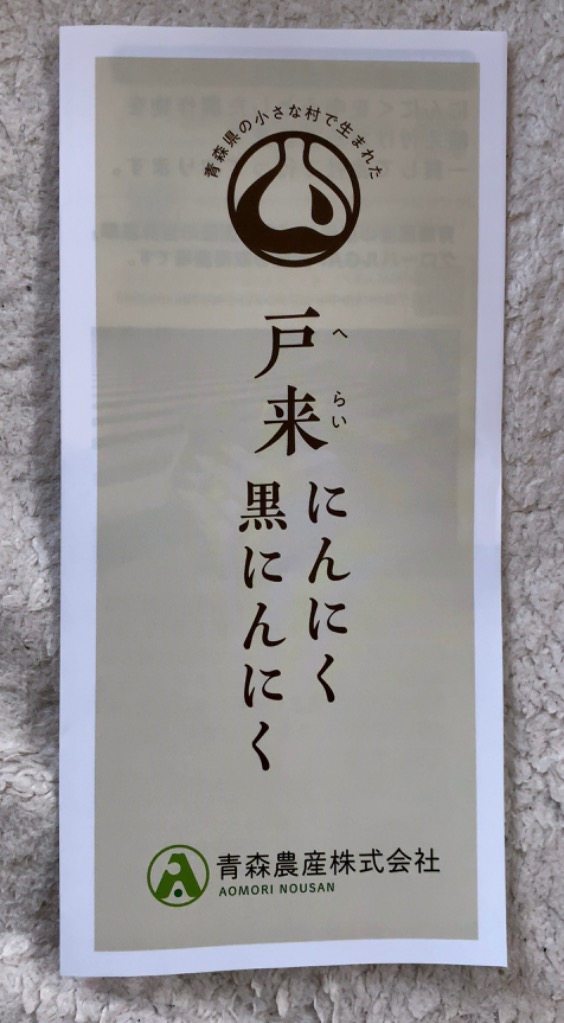 青森県の小さな村で生まれた
戸来
へらい
にんにく
黒にんにく
青森農産株式会社
AOMORI NOUSAN